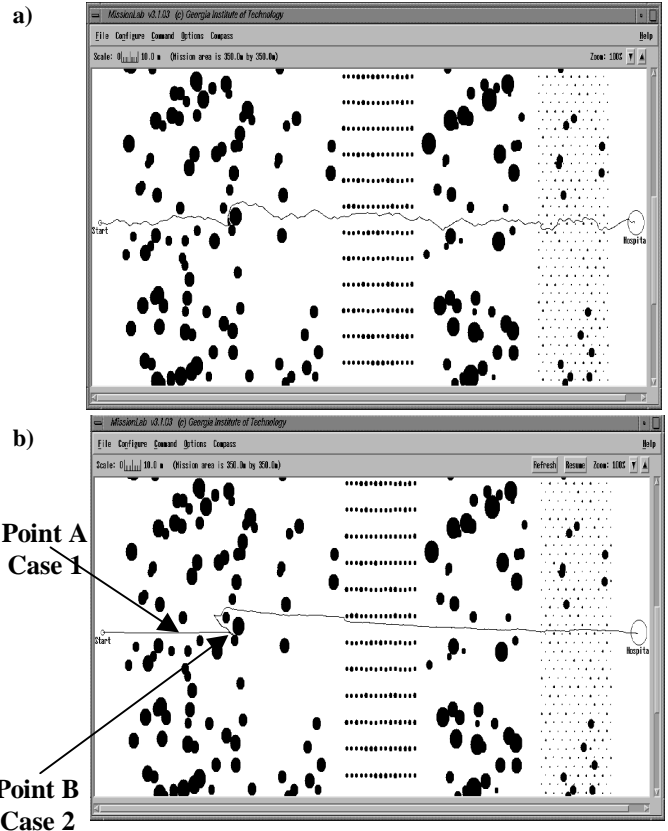 a)
MissionLab v3.1.03 (c) Georgia Institute of Technology
File Configure Command Options Compass Help
Scale: 0 10.0 m (Mission area is 350.0m by 350.0m) Zoom: 100%
Start
Hospita
b)
MissionLab v3.1.03 (c) Georgia Institute of Technology
File Configure Command Options Compass Help
Scale: 0 10.0 m (Mission area is 350.0m by 350.0m) Refresh Resume Zoom: 100%
Point A
Case 1
Start
Hospita
Point B
Case 2